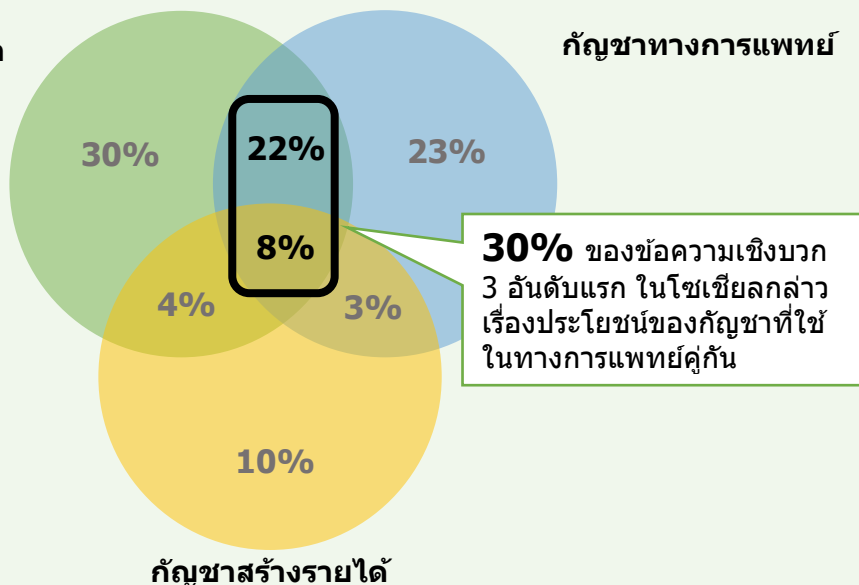 กัญชาทางการแพทย์
30%
22%
23%
8%
4%
3%
30% ของข้อความเชิงบวก
3 อันดับแรก ในโซเชียลกล่าว
เรื่องประโยชน์ของกัญชาที่ใช้
ในทางการแพทย์คู่กัน
10%
กัญชาสร้างรายได้